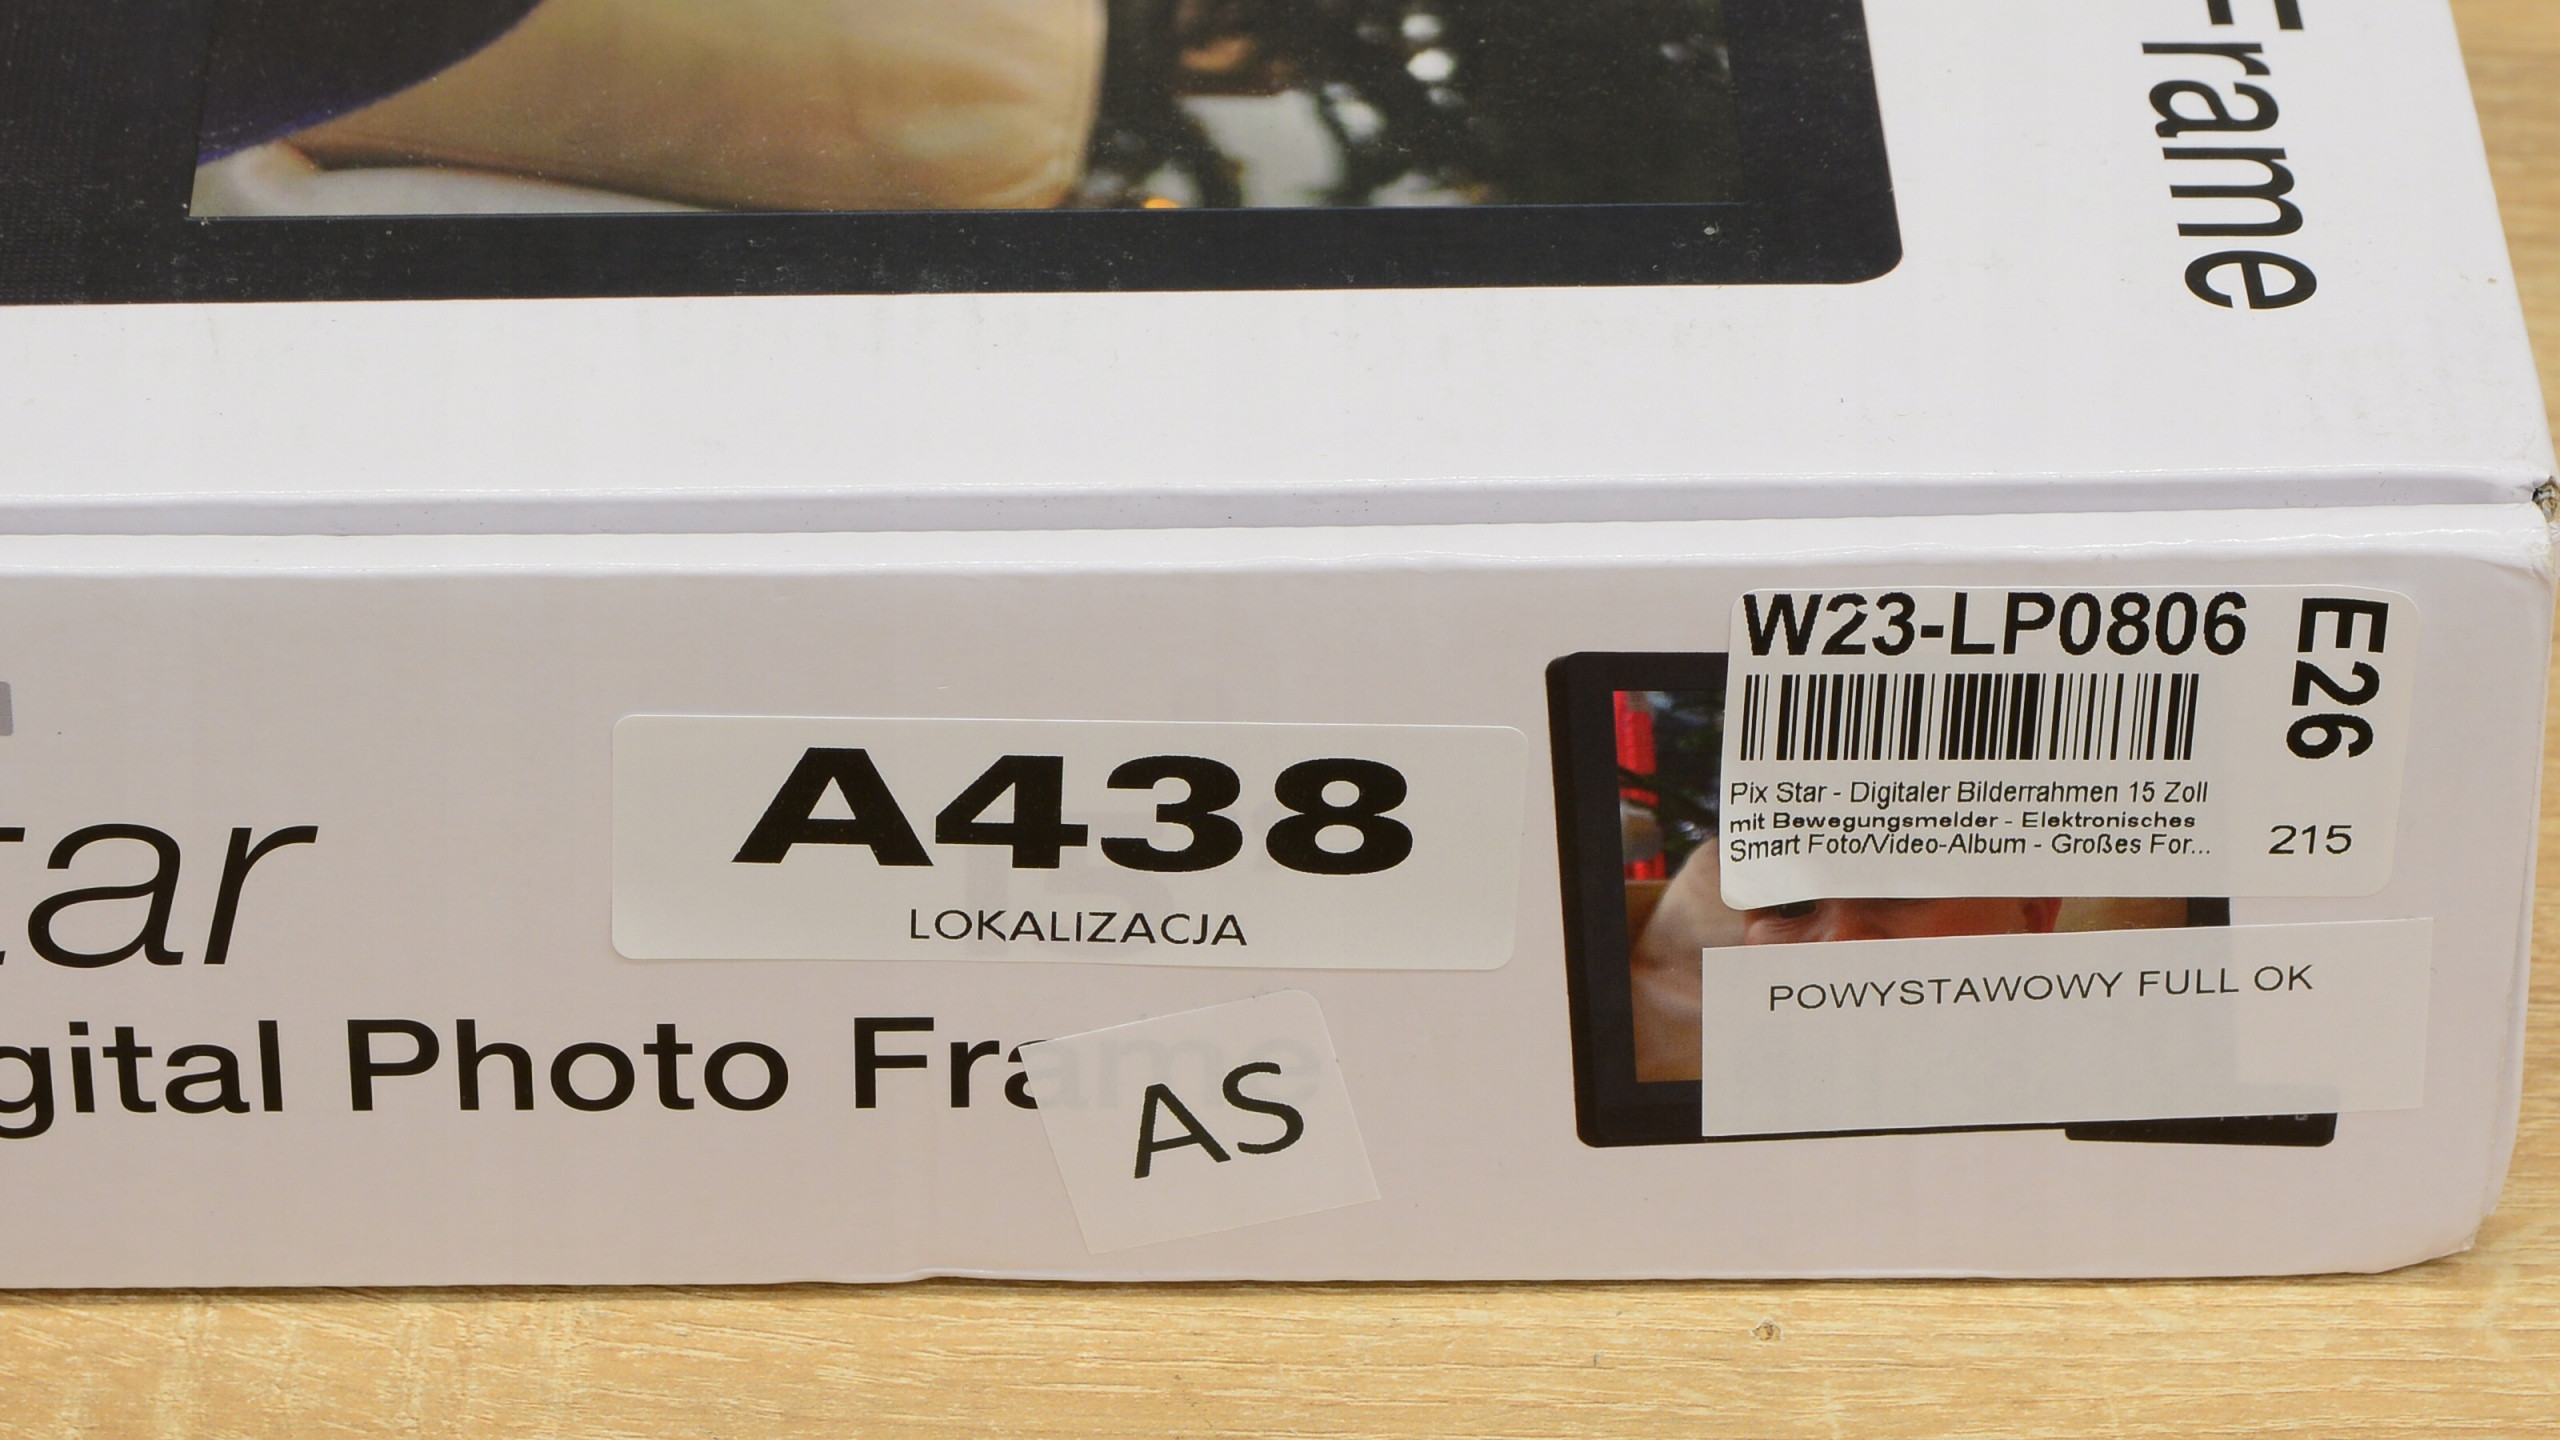 Frame
W23-LP0806
E26
Pix Star - Digitaler Bilderrahmen 15 Zoll
mit Bewegungsmelder - Elektronisches
Smart Foto/Video-Album - Großes For...
215
A438
LOKALIZACJA
tar
POWYSTAWOWY FULL OK
gital Photo Frame
AS